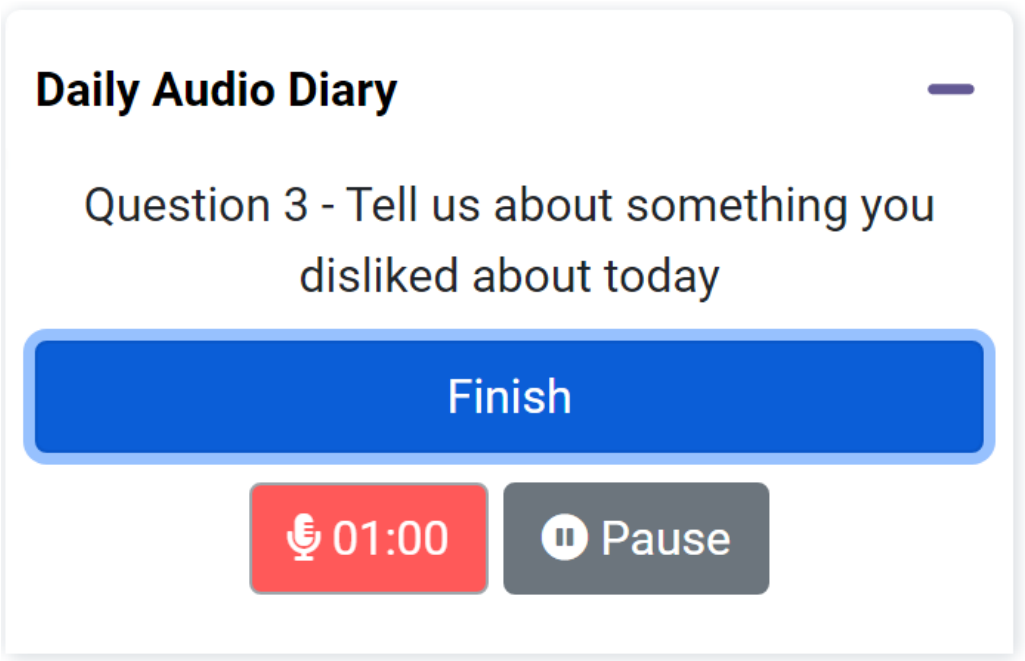 Daily Audio Diary
Question 3 - Tell us about something you
disliked about today
Finish
01:00
Pause